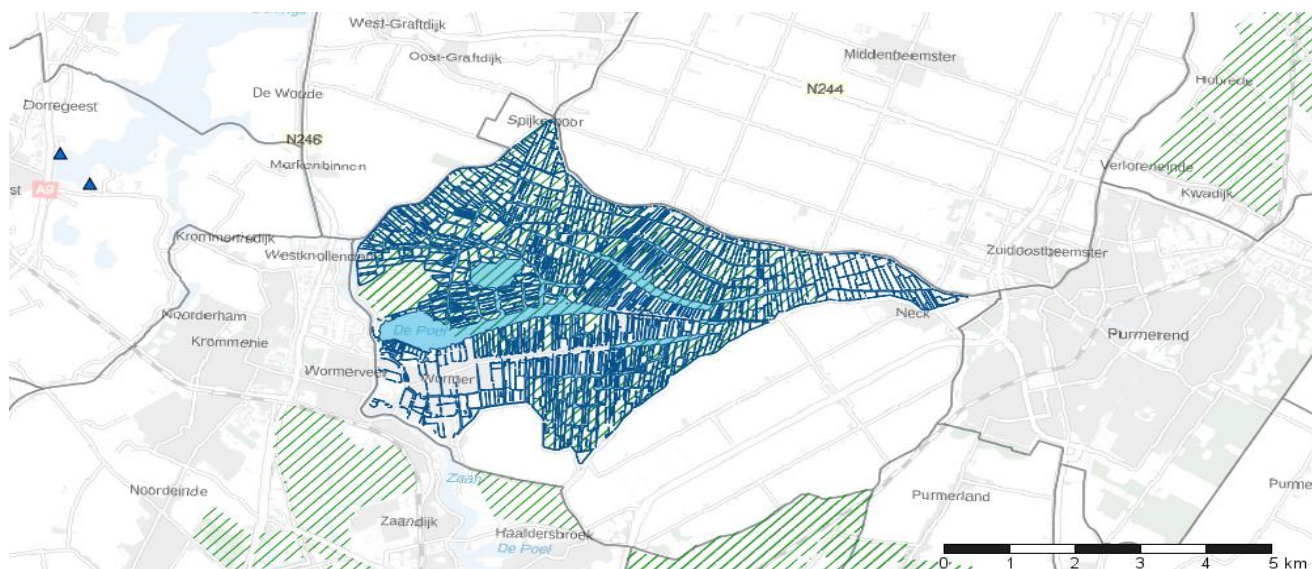 West-Graftdijk
Oost-Graftdijk
Middenbeemster
Hobrede
De Woude
N244
Dorregeest
Spijkerboor
N246
Markenbinnen
Verloreneinde
st
A9
Kwadijk
Krommeniedijk
Westknollendam
Zuidoostbeemster
Noorderham
Neck
De Poel
Purmerend
Krommenie
Wormerveer
Wormer
Zaan
Noordeinde
Purmerland
Purme
Zaandijk
Haaldersbroek
De Poel
0 1 2 3 4 5 km